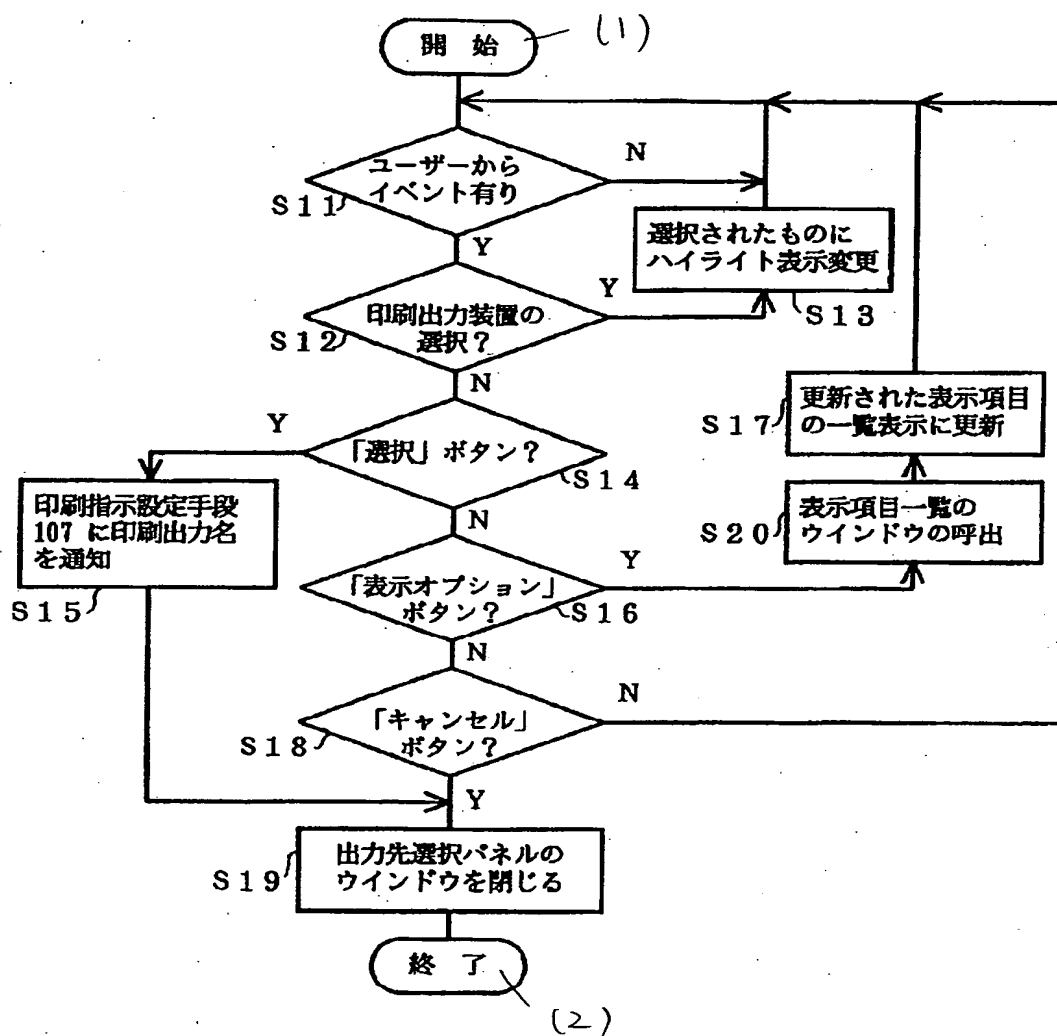 開 始
(1)
ユーザーから
イベント有り
S11
N
Y
選択されたものに
ハイライト表示変更
S13
印刷出力装置の
選択?
S12
Y
N
更新された表示項目
の一覧表示に更新
S17
「選択」ボタン?
S14
Y
N
印刷指示設定手段
107 に印刷出力名
を通知
S15
表示項目一覧の
ウインドウの呼出
S20
「表示オプション」
ボタン?
S16
Y
N
「キャンセル」
ボタン?
S18
N
Y
出力先選択パネルの
ウインドウを閉じる
S19
終 了
(2)